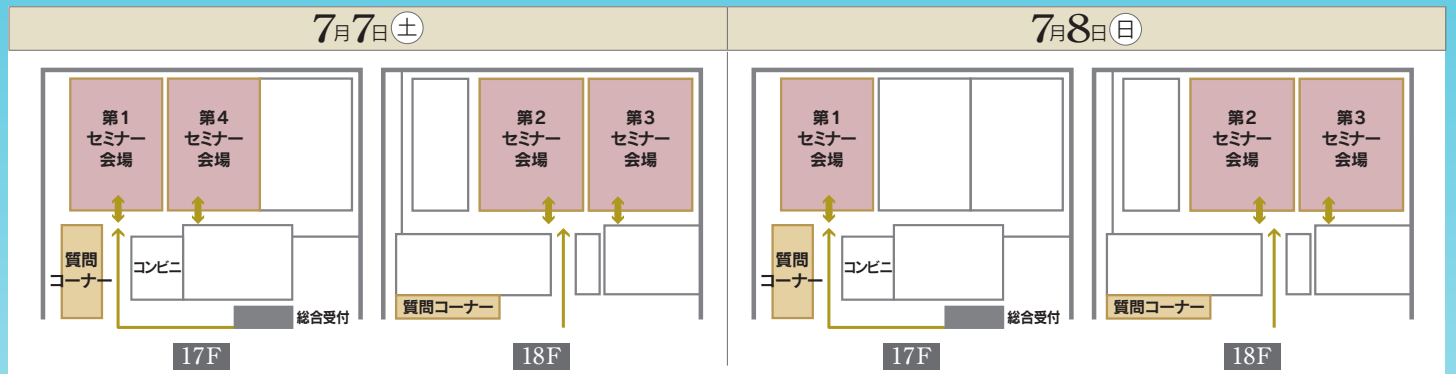 7月7日土
第1
セミナー
会場
第4
セミナー
会場
質問
コーナー
コンビニ
総合受付
17F
第2
セミナー
会場
第3
セミナー
会場
質問コーナー
18F
7月8日日
第1
セミナー
会場
質問
コーナー
コンビニ
総合受付
17F
第2
セミナー
会場
第3
セミナー
会場
質問コーナー
18F